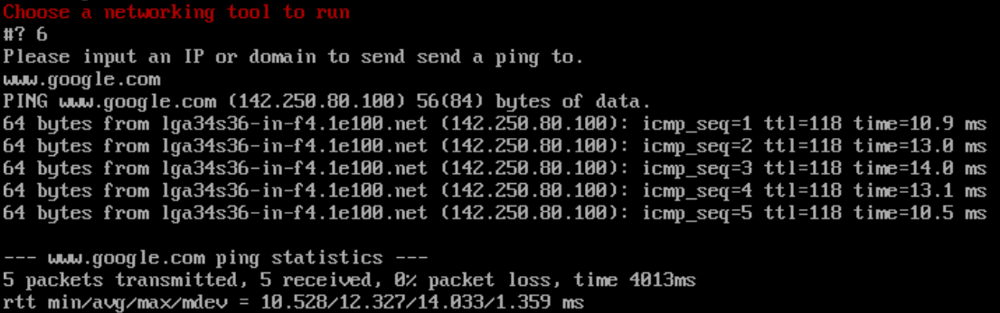 Choose a networking tool to run
#? 6
Please input an IP or domain to send send a ping to.
www.google.com
PING www.google.com (142.250.80.100) 56(84) bytes of data.
64 bytes from lga34s36-in-f4.1e100.net (142.250.80.100): icmp_seq=1 ttl=118 time=10.9 ms
64 bytes from lga34s36-in-f4.1e100.net (142.250.80.100): icmp_seq=2 ttl=118 time=13.0 ms
64 bytes from lga34s36-in-f4.1e100.net (142.250.80.100): icmp_seq=3 ttl=118 time=14.0 ms
64 bytes from lga34s36-in-f4.1e100.net (142.250.80.100): icmp_seq=4 ttl=118 time=13.1 ms
64 bytes from lga34s36-in-f4.1e100.net (142.250.80.100): icmp_seq=5 ttl=118 time=10.5 ms
--- www.google.com ping statistics ---
5 packets transmitted, 5 received, 0% packet loss, time 4013ms
rtt min/avg/max/mdev = 10.528/12.327/14.033/1.359 ms